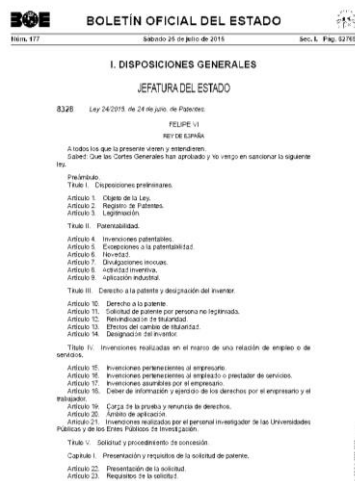 BOE
BOLETÍN OFICIAL DEL ESTADO
Núm. 177
Sábado 25 de julio de 2015
Sec. I. Pág. 62765
I. DISPOSICIONES GENERALES
JEFATURA DEL ESTADO
8328 Ley 24/2015, de 24 de julio, de Patentes.
FELIPE VI
REY DE ESPAÑA
A todos los que la presente vieren y entendieren.
Sabed: Que las Cortes Generales han aprobado y Yo vengo en sancionar la siguiente
ley.
Preámbulo.
Título I. Disposiciones preliminares.
Artículo 1. Objeto de la Ley.
Artículo 2. Registro de Patentes.
Artículo 3. Legitimación.
Título II. Patentabilidad.
Artículo 4. Invenciones patentables.
Artículo 5. Excepciones a la patentabilidad.
Artículo 6. Novedad.
Artículo 7. Divulgaciones inocuas.
Artículo 8. Actividad inventiva.
Artículo 9. Aplicación industrial.
Título III. Derecho a la patente y designación del inventor.
Artículo 10. Derecho a la patente.
Artículo 11. Solicitud de patente por persona no legitimada.
Artículo 12. Reivindicación de titularidad.
Artículo 13. Efectos del cambio de titularidad.
Artículo 14. Designación del inventor.
Título IV. Invenciones realizadas en el marco de una relación de empleo o de
servicios.
Artículo 15. Invenciones pertenecientes al empresario.
Artículo 16. Invenciones pertenecientes al empleado o prestador de servicios.
Artículo 17. Invenciones asumibles por el empresario.
Artículo 18. Deber de información y ejercicio de los derechos por el empresario y el
trabajador.
Artículo 19. Carga de la prueba y renuncia de derechos.
Artículo 20. Ámbito de aplicación.
Artículo 21. Invenciones realizadas por el personal investigador de las Universidades
Públicas y de los Entes Públicos de Investigación.
Título V. Solicitud y procedimiento de concesión.
Capítulo I. Presentación y requisitos de la solicitud de patente.
Artículo 22. Presentación de la solicitud.
Artículo 23. Requisitos de la solicitud.